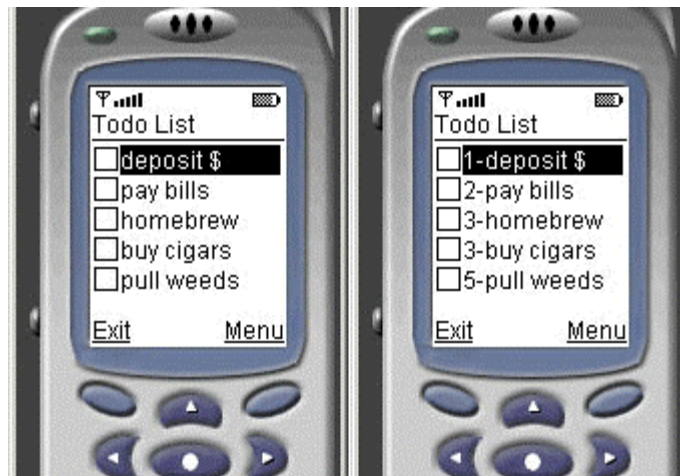 Todo List
deposit $
pay bills
homebrew
buy cigars
pull weeds
Exit Menu
Todo List
1-deposit $
2-pay bills
3-homebrew
3-buy cigars
5-pull weeds
Exit Menu